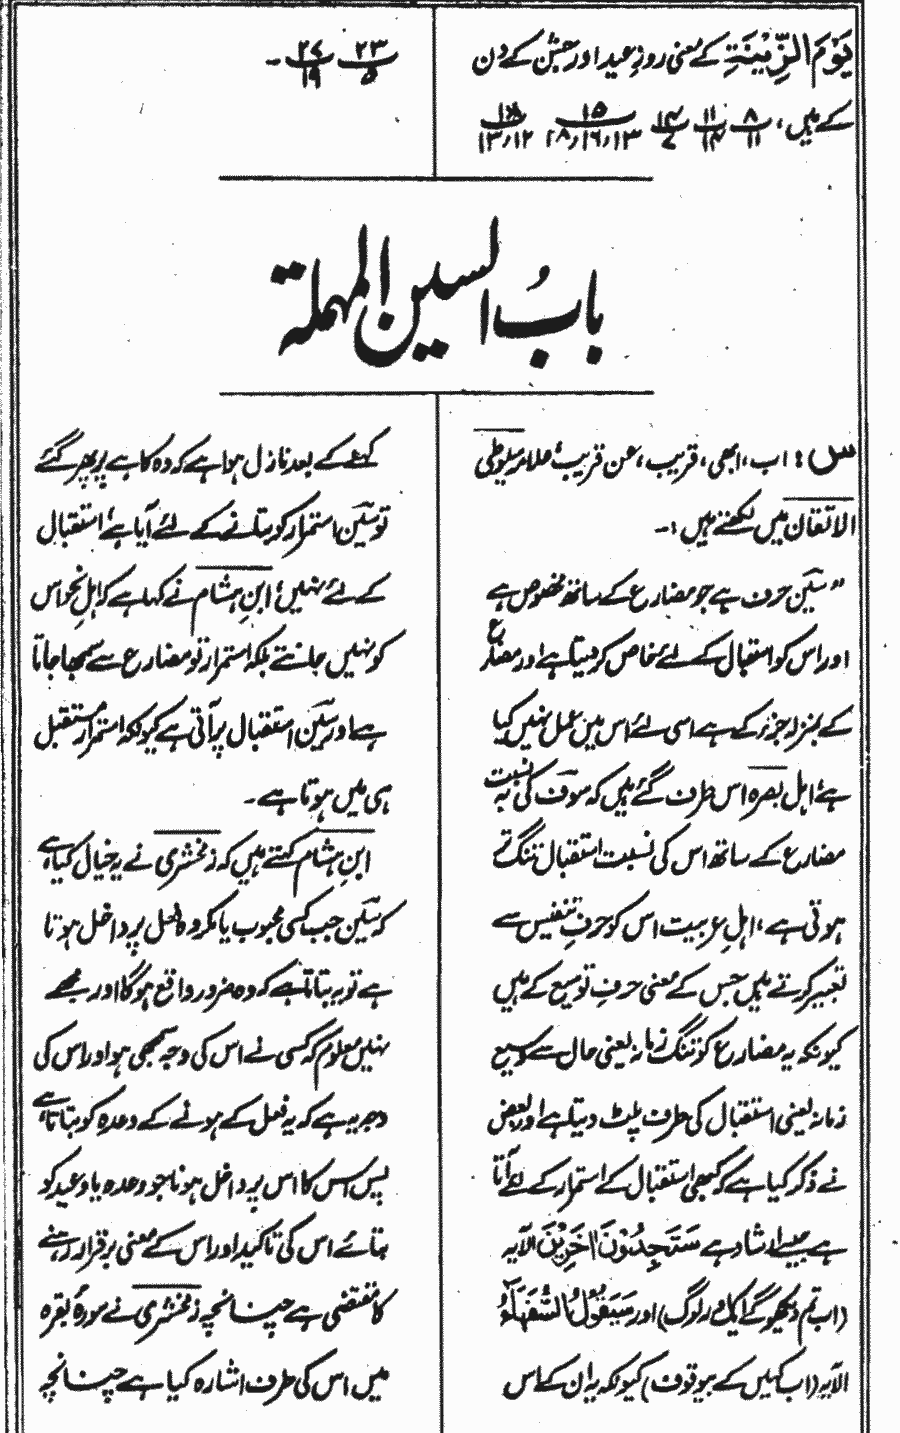 يَوْمَ الزِّيْنَةِ کے معنی روزِ عید اور جشن کے دن
کے ہیں،  ۸/۱۱  ۱۱/۱۴  ۱۴/۷  ۱۵/۱۳،۱۶،۲۸  ۱۸/۱۲،۱۳
۲۳/۵  ۲۷/۱۹ ۔
بابُ السین المہملۃ
س : اب، ابھی، قریب، عن قریب، علامہ سیوطی
الاتقان میں لکھتے ہیں :۔
" سین حرف ہے جو مضارع کے ساتھ مخصوص ہے
اور اس کو استقبال کے لئے خاص کر دیتا ہے اور مضارع
کے بمنزلہ جزء کے ہے اسی لئے اس میں عمل نہیں کیا
ہے، اہل بصرہ اس طرف گئے ہیں کہ سوف کی نسبت یہ
مضارع کے ساتھ اس کی نسبت استقبال تنگ تر
ہوتی ہے، اہلِ عربیت اس کو حرفِ تنفیس سے
تعبیر کرتے ہیں جس کے معنی حرفِ توسیع کے ہیں
کیونکہ یہ مضارع کو تنگ زمانہ یعنی حال سے وسیع
زمانہ یعنی استقبال کی طرف پلٹ دیتا ہے اور بعض
نے ذکر کیا ہے کہ کبھی استقبال کے استمرار کے لئے آتا
ہے جیسے ارشاد ہے سَتَجِدُوْنَ اٰخَرِيْنَ الآیہ
(اب تم دیکھو گے ایک اور لوگ) اور سَيَقُوْلُ السُّفَهَآءُ
الآیہ (اب کہیں گے بیوقوف) کیونکہ یہ ان کے اس
کہنے کے بعد نازل ہوا ہے کہ وہ کاہے پر پھر گئے
تو سین استمرار کو بتانے کے لئے آیا ہے، استقبال
کے لئے نہیں، ابنِ ہشام نے کہا ہے کہ اہلِ نحو اس
کو نہیں جانتے بلکہ استمرار تو مضارع سے سمجھا جاتا
ہے اور سین استقبال پر آتی ہے کیونکہ استمرار مستقبل
ہی میں ہوتا ہے ۔
ابنِ ہشام کہتے ہیں کہ زمخشری نے یہ خیال کیا ہے
کہ سین جب کسی محبوب یا مکروہ فعل پر داخل ہوتا
ہے تو یہ بتاتا ہے کہ وہ ضرور واقع ہوگا اور مجھے
نہیں معلوم کہ کسی نے اس کی وجہ سمجھی ہو اور اس کی
وجہ یہ ہے کہ یہ فعل کے ہونے کے وعدہ کو بتاتا ہے
پس اس کا اس پر داخل ہونا جو وعدہ یا وعید کو
بتائے اس کی تاکید اور اس کے معنی برقرار رہنے
کا مقتضی ہے چنانچہ زمخشری نے سورۂ بقرہ
میں اس کی طرف اشارہ کیا ہے چنانچہ